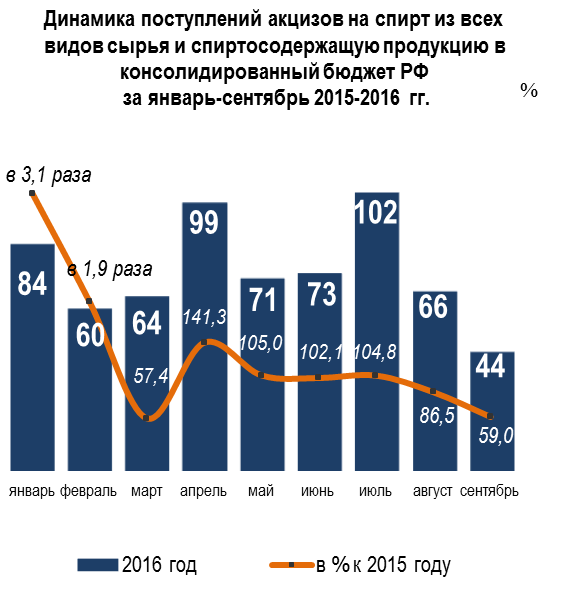 Динамика поступлений акцизов на спирт из всех
видов сырья и спиртосодержащую продукцию в
консолидированный бюджет РФ
за январь-сентябрь 2015-2016 гг.
%
в 3,1 раза
в 1,9 раза
84
60
64
99
71
73
102
66
44
57,4
141,3
105,0
102,1
104,8
86,5
59,0
январь февраль март апрель май июнь июль август сентябрь
2016 год в % к 2015 году